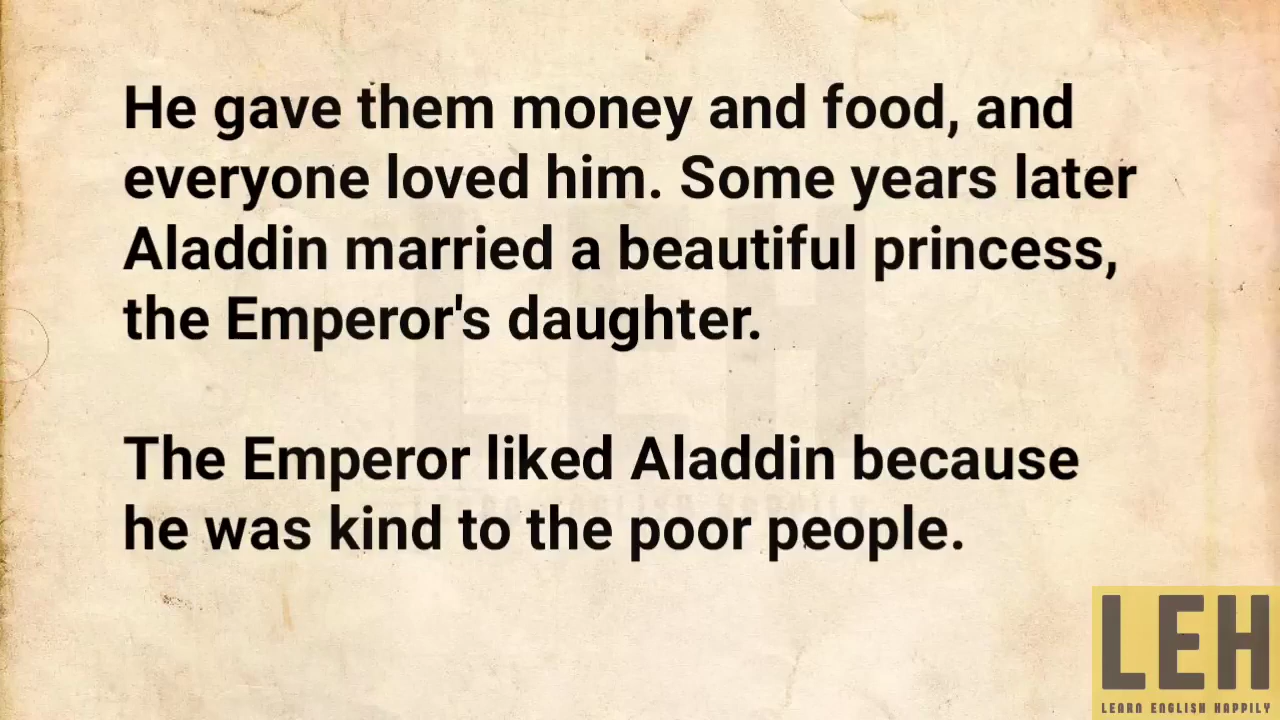 He gave them money and food, and
everyone loved him. Some years later
Aladdin married a beautiful princess,
the Emperor's daughter.
The Emperor liked Aladdin because
he was kind to the poor people.
LEH
LEARN ENGLISH HAPPILY